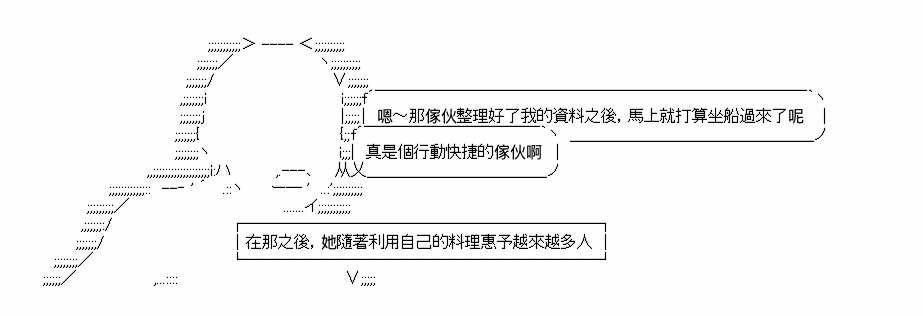 嗯～那傢伙整理好了我的資料之後，馬上就打算坐船過來了呢
真是個行動快捷的傢伙啊
在那之後，她隨著利用自己的料理惠予越來越多人